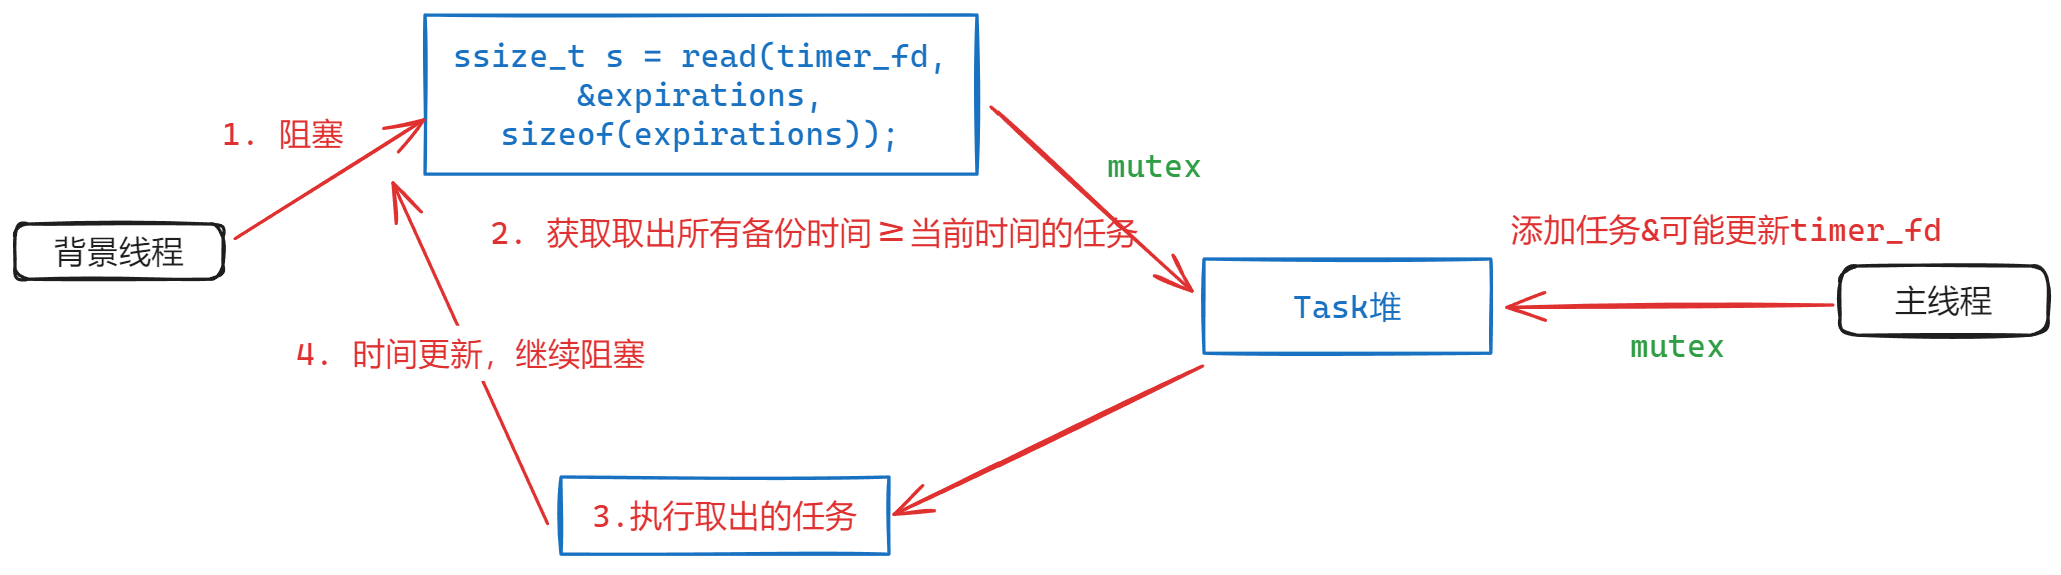 ssize_t s = read(timer_fd,
&expirations,
sizeof(expirations));
1. 阻塞
mutex
背景线程
2. 获取取出所有备份时间≥当前时间的任务
添加任务&可能更新timer_fd
Task堆
主线程
mutex
4. 时间更新，继续阻塞
3.执行取出的任务